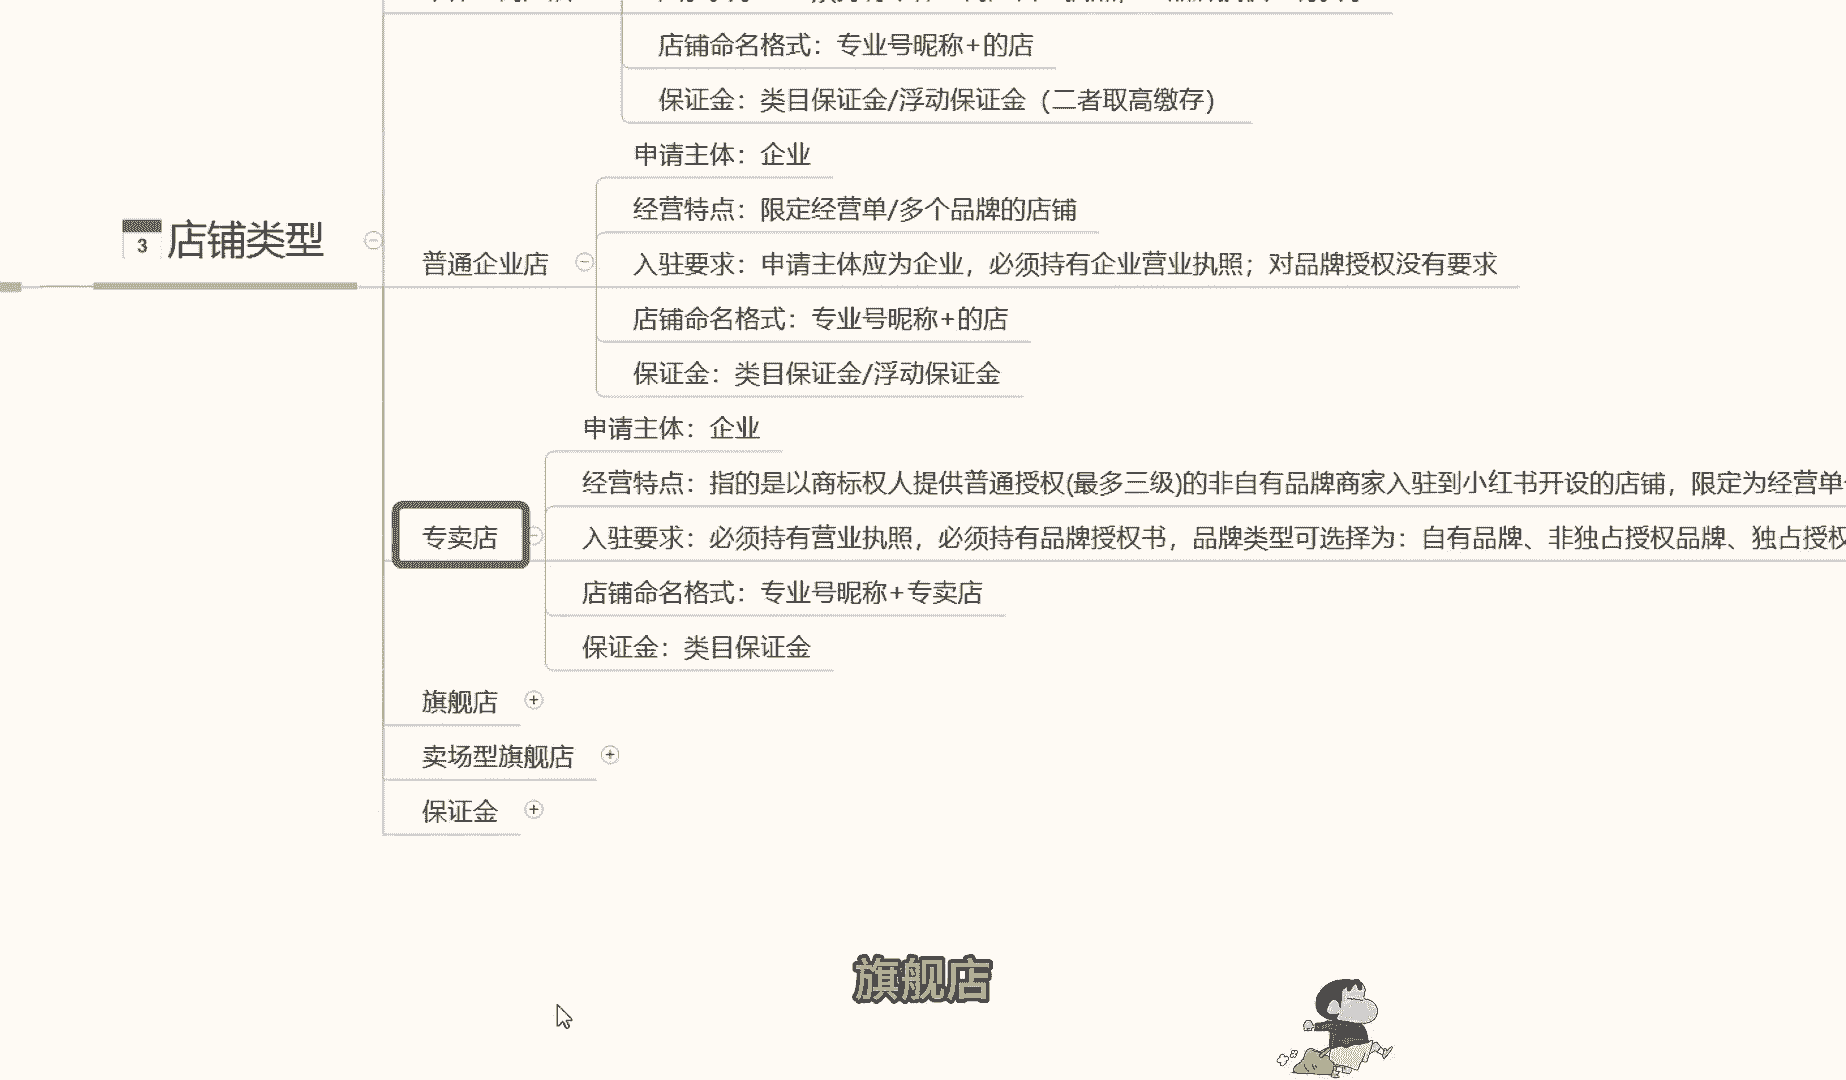 店铺命名格式：专业号昵称+的店
保证金：类目保证金/浮动保证金（二者取高缴存）
3 店铺类型
普通企业店
申请主体：企业
经营特点：限定经营单/多个品牌的店铺
入驻要求：申请主体应为企业，必须持有企业营业执照；对品牌授权没有要求
店铺命名格式：专业号昵称+的店
保证金：类目保证金/浮动保证金
专卖店
申请主体：企业
经营特点：指的是以商标权人提供普通授权(最多三级)的非自有品牌商家入驻到小红书开设的店铺，限定为经营单
入驻要求：必须持有营业执照，必须持有品牌授权书，品牌类型可选择为：自有品牌、非独占授权品牌、独占授权
店铺命名格式：专业号昵称+专卖店
保证金：类目保证金
旗舰店
卖场型旗舰店
保证金
旗舰店